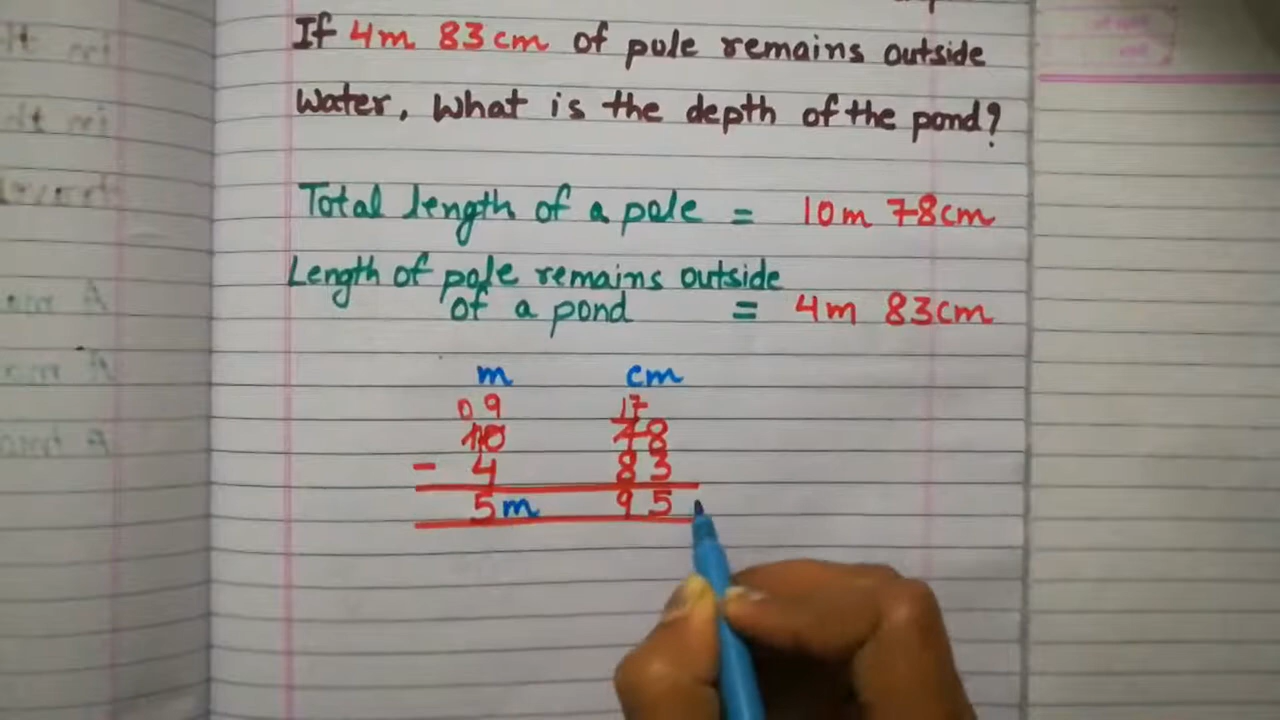 If 4m 83cm of pole remains outside
Water, What is the depth of the pond?
Total length of a pole = 10m 78cm
Length of pole remains outside
of a pond = 4m 83cm
m cm
09 17
10 78
- 4 83
5m 95